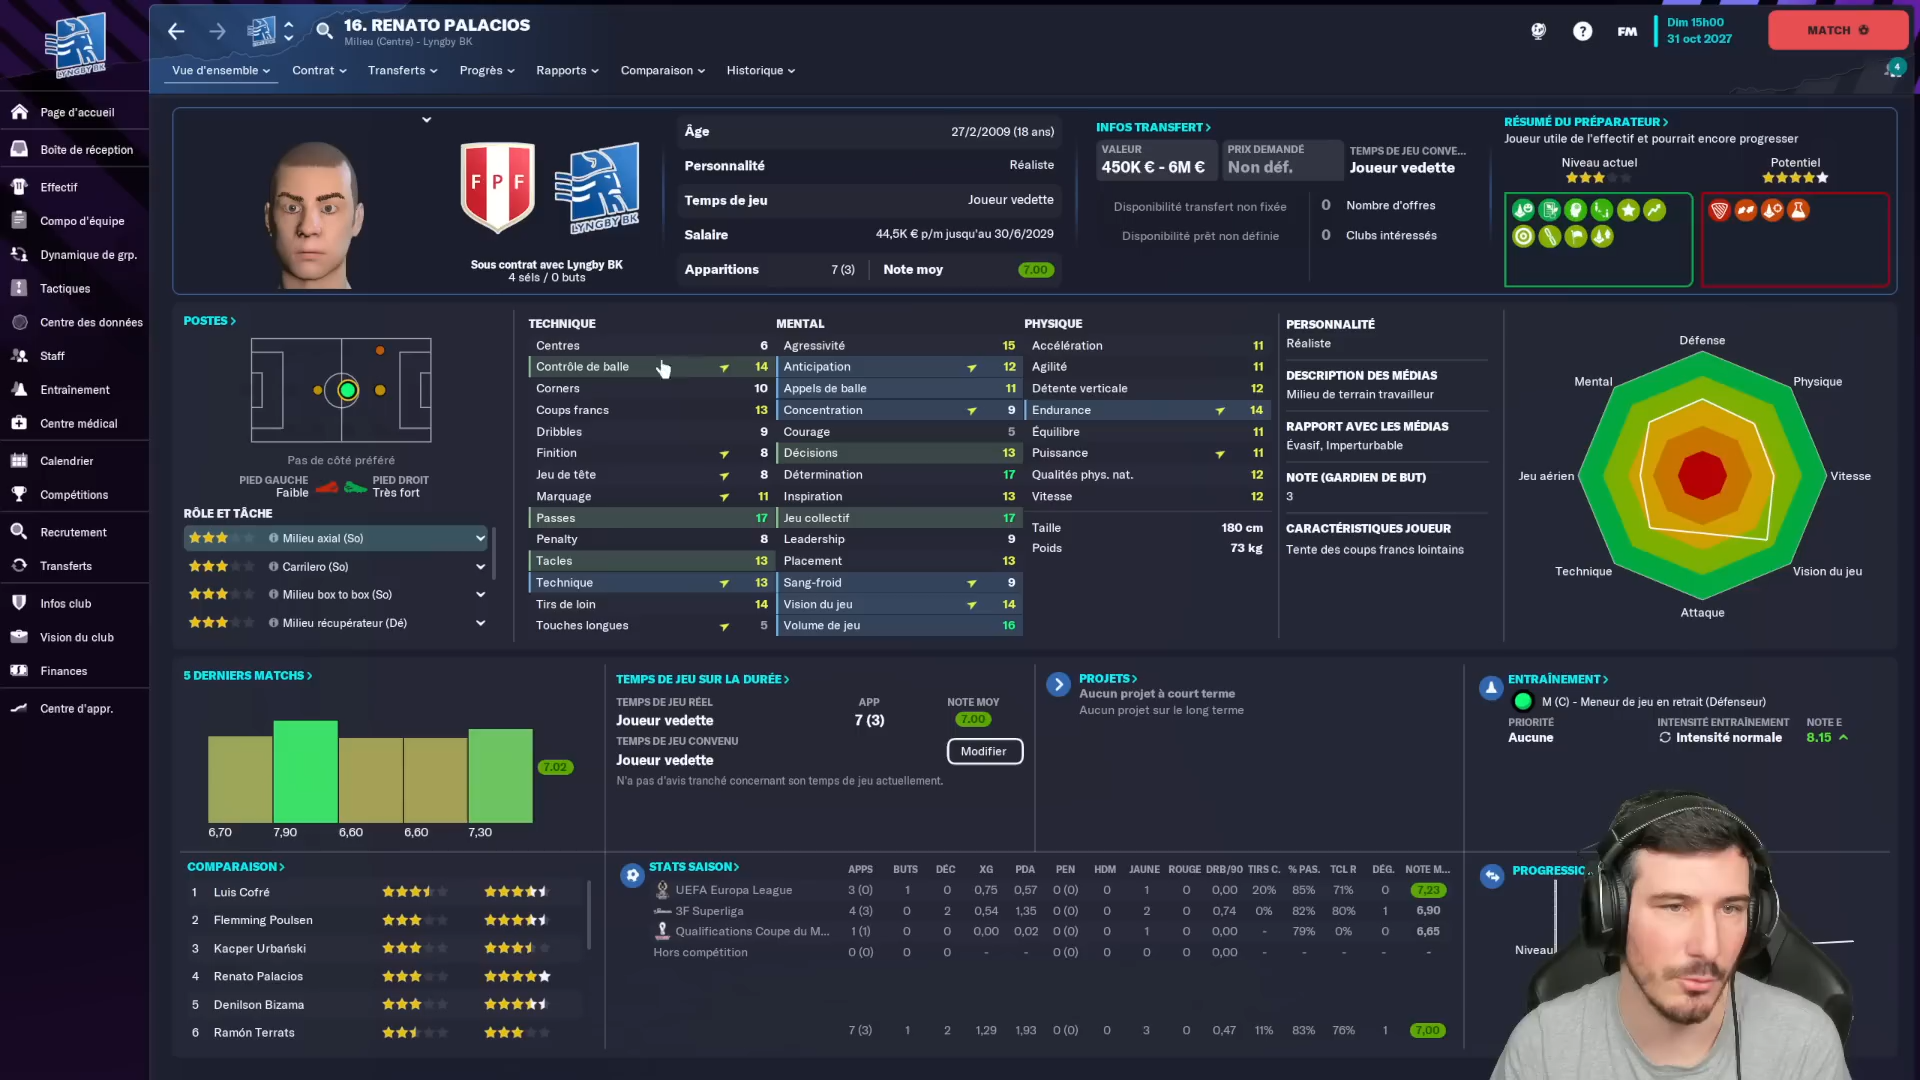 LYNGBY BK
16. RENATO PALACIOS
Milieu (Centre) - Lyngby BK
FM
Dim 15h00
31 oct 2027
MATCH
4
Vue d'ensemble
Contrat
Transferts
Progrès
Rapports
Comparaison
Historique
Page d'accueil
Boîte de réception
Effectif
Compo d'équipe
Dynamique de grp.
Tactiques
Centre des données
Staff
Entraînement
Centre médical
Calendrier
Compétitions
Recrutement
Transferts
Infos club
Vision du club
Finances
Centre d'appr.
FPF
LYNGBY BK
Sous contrat avec Lyngby BK
4 séls / 0 buts
Âge 27/2/2009 (18 ans)
Personnalité Réaliste
Temps de jeu Joueur vedette
Salaire 44,5K € p/m jusqu'au 30/6/2029
Apparitions 7 (3) Note moy 7.00
INFOS TRANSFERT
VALEUR
450K € - 6M €
PRIX DEMANDÉ
Non déf.
TEMPS DE JEU CONVE...
Joueur vedette
Disponibilité transfert non fixée
Disponibilité prêt non définie
0 Nombre d'offres
0 Clubs intéressés
RÉSUMÉ DU PRÉPARATEUR
Joueur utile de l'effectif et pourrait encore progresser
Niveau actuel
Potentiel
POSTES
Pas de côté préféré
PIED GAUCHE
Faible
PIED DROIT
Très fort
RÔLE ET TÂCHE
Milieu axial (So)
Carrilero (So)
Milieu box to box (So)
Milieu récupérateur (Dé)
TECHNIQUE
Centres 6
Contrôle de balle 14
Corners 10
Coups francs 13
Dribbles 9
Finition 8
Jeu de tête 8
Marquage 11
Passes 17
Penalty 8
Tacles 13
Technique 13
Tirs de loin 14
Touches longues 5
MENTAL
Agressivité 15
Anticipation 12
Appels de balle 11
Concentration 9
Courage 5
Décisions 13
Détermination 17
Inspiration 13
Jeu collectif 17
Leadership 9
Placement 13
Sang-froid 9
Vision du jeu 14
Volume de jeu 16
PHYSIQUE
Accélération 11
Agilité 11
Détente verticale 12
Endurance 14
Équilibre 11
Puissance 11
Qualités phys. nat. 12
Vitesse 12
Taille 180 cm
Poids 73 kg
PERSONNALITÉ
Réaliste
DESCRIPTION DES MÉDIAS
Milieu de terrain travailleur
RAPPORT AVEC LES MÉDIAS
Évasif, Imperturbable
NOTE (GARDIEN DE BUT)
3
CARACTÉRISTIQUES JOUEUR
Tente des coups francs lointains
Défense
Mental
Physique
Jeu aérien
Vitesse
Technique
Vision du jeu
Attaque
5 DERNIERS MATCHS
7.02
6,70 7,90 6,60 6,60 7,30
TEMPS DE JEU SUR LA DURÉE
TEMPS DE JEU RÉEL APP NOTE MOY
Joueur vedette 7 (3) 7.00
TEMPS DE JEU CONVENU
Joueur vedette
Modifier
N'a pas d'avis tranché concernant son temps de jeu actuellement.
PROJETS
Aucun projet à court terme
Aucun projet sur le long terme
ENTRAÎNEMENT
M (C) - Meneur de jeu en retrait (Défenseur)
PRIORITÉ INTENSITÉ ENTRAÎNEMENT NOTE E
Aucune Intensité normale 8.15
COMPARAISON
1 Luis Cofré
2 Flemming Poulsen
3 Kacper Urbański
4 Renato Palacios
5 Denilson Bizama
6 Ramón Terrats
STATS SAISON APPS BUTS DÉC XG PDA PEN HDM JAUNE ROUGE DRB/90 TIRS C. % PAS. TCL R DÉG. NOTE M...
UEFA Europa League 3 (0) 1 0 0,75 0,57 0 (0) 0 1 0 0,00 20% 85% 71% 0 7,23
3F Superliga 4 (3) 0 2 0,54 1,35 0 (0) 0 2 0 0,74 0% 82% 80% 1 6,90
Qualifications Coupe du M... 1 (1) 0 0 0,00 0,02 0 (0) 0 1 0 0,00 - 79% 0% 0 6,65
Hors compétition 0 (0) 0 0 - - 0 (0) 0 0 0 0,00 - - - - -
7 (3) 1 2 1,29 1,93 0 (0) 0 3 0 0,47 11% 83% 76% 1 7,00
Niveau